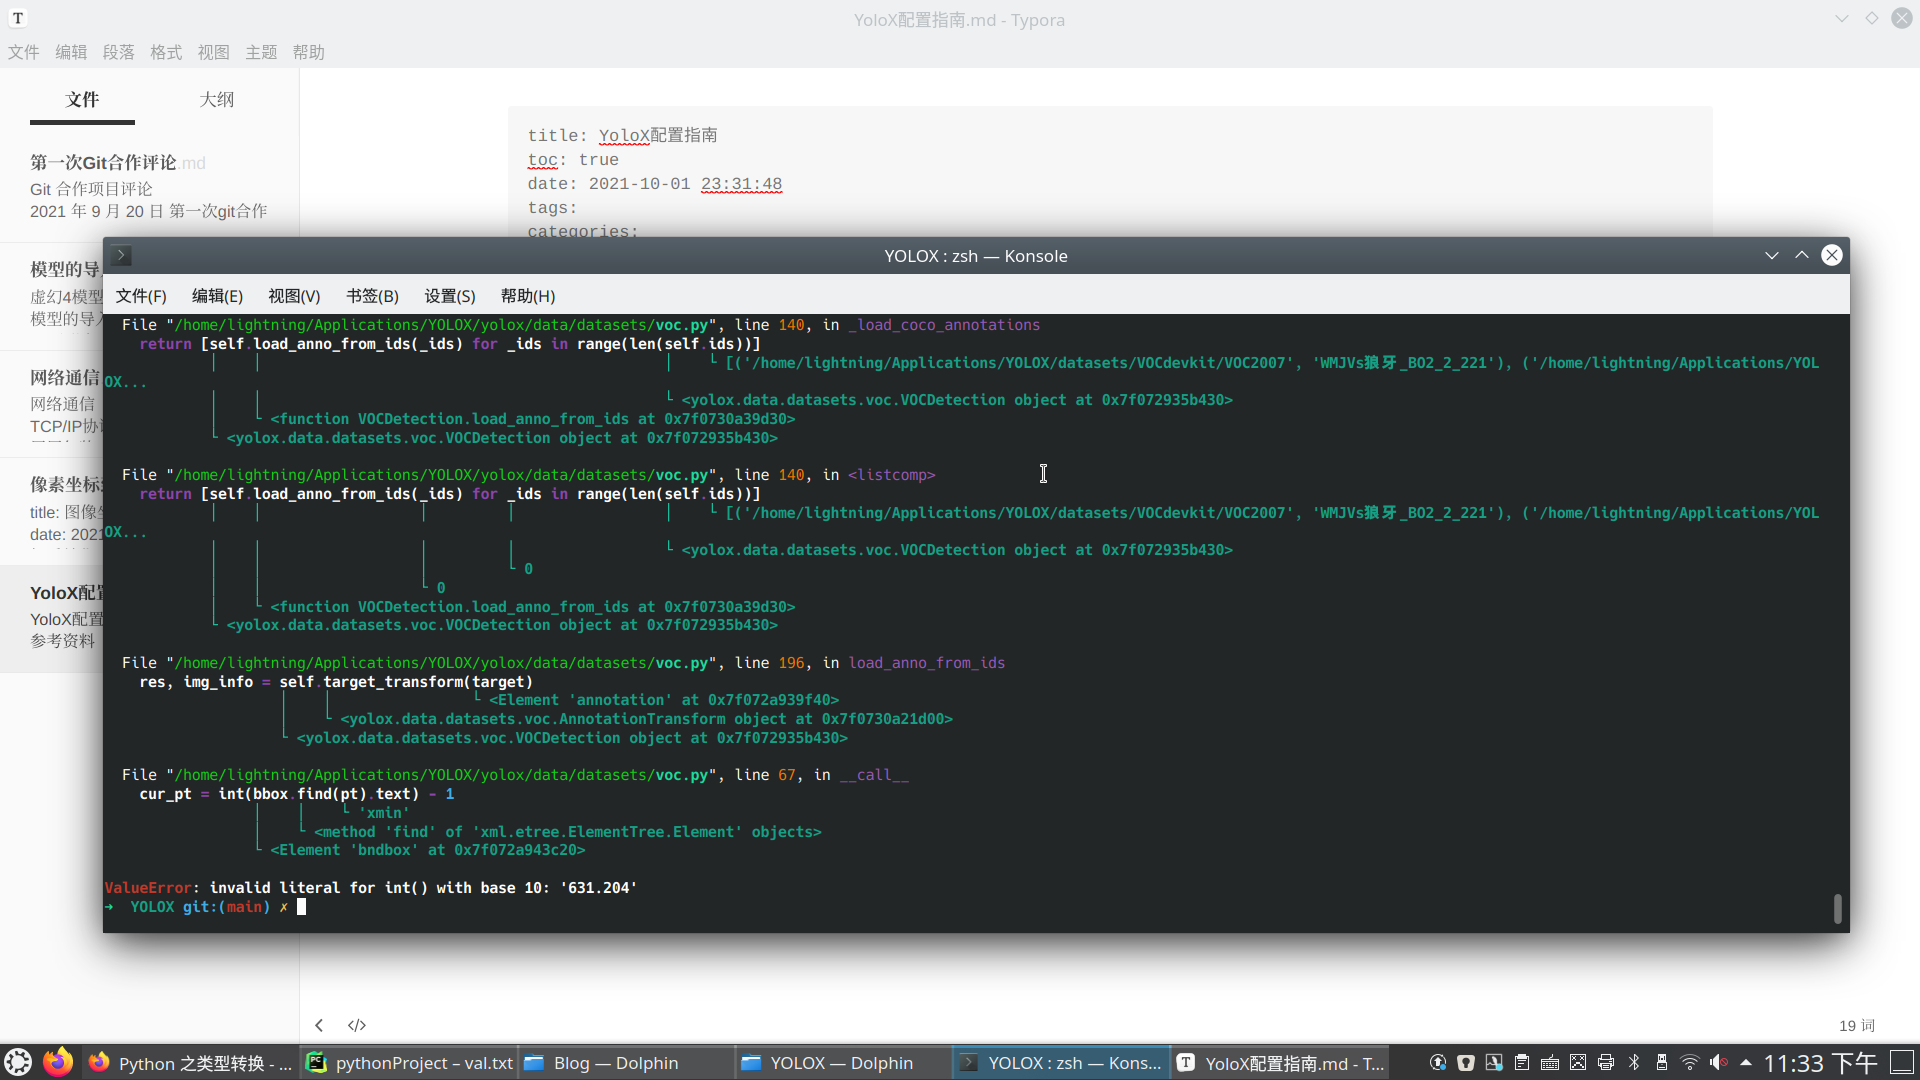 T
YoloX配置指南.md - Typora
文件 编辑 段落 格式 视图 主题 帮助
文件 大纲
第一次Git合作评论.md
Git 合作项目评论
2021 年 9 月 20 日 第一次git合作
模型的导
虚幻4模型
模型的导入
网络通信
网络通信
TCP/IP协议
像素坐标
title: 图像坐
date: 2021
YoloX配置
YoloX配置
参考资料
title: YoloX配置指南
toc: true
date: 2021-10-01 23:31:48
tags:
categories:
YOLOX : zsh — Konsole
文件(F) 编辑(E) 视图(V) 书签(B) 设置(S) 帮助(H)
File "/home/lightning/Applications/YOLOX/yolox/data/datasets/voc.py", line 140, in _load_coco_annotations
return [self.load_anno_from_ids(_ids) for _ids in range(len(self.ids))]
│ │ │ └ [('/home/lightning/Applications/YOLOX/datasets/VOCdevkit/VOC2007', 'WMJVs狼牙_BO2_2_221'), ('/home/lightning/Applications/YOL
OX...
│ │ └ <yolox.data.datasets.voc.VOCDetection object at 0x7f072935b430>
│ └ <function VOCDetection.load_anno_from_ids at 0x7f0730a39d30>
└ <yolox.data.datasets.voc.VOCDetection object at 0x7f072935b430>
File "/home/lightning/Applications/YOLOX/yolox/data/datasets/voc.py", line 140, in <listcomp>
return [self.load_anno_from_ids(_ids) for _ids in range(len(self.ids))]
│ │ │ │ │ └ [('/home/lightning/Applications/YOLOX/datasets/VOCdevkit/VOC2007', 'WMJVs狼牙_BO2_2_221'), ('/home/lightning/Applications/YOL
OX...
│ │ │ │ └ <yolox.data.datasets.voc.VOCDetection object at 0x7f072935b430>
│ │ │ └ 0
│ │ └ 0
│ └ <function VOCDetection.load_anno_from_ids at 0x7f0730a39d30>
└ <yolox.data.datasets.voc.VOCDetection object at 0x7f072935b430>
File "/home/lightning/Applications/YOLOX/yolox/data/datasets/voc.py", line 196, in load_anno_from_ids
res, img_info = self.target_transform(target)
│ │ └ <Element 'annotation' at 0x7f072a939f40>
│ └ <yolox.data.datasets.voc.AnnotationTransform object at 0x7f0730a21d00>
└ <yolox.data.datasets.voc.VOCDetection object at 0x7f072935b430>
File "/home/lightning/Applications/YOLOX/yolox/data/datasets/voc.py", line 67, in __call__
cur_pt = int(bbox.find(pt).text) - 1
│ │ └ 'xmin'
│ └ <method 'find' of 'xml.etree.ElementTree.Element' objects>
└ <Element 'bndbox' at 0x7f072a943c20>
ValueError: invalid literal for int() with base 10: '631.204'
➜ YOLOX git:(main) ✗
</> 19 词
Python 之类型转换 - ... pythonProject – val.txt Blog — Dolphin YOLOX — Dolphin YOLOX : zsh — Kons... YoloX配置指南.md - T... 11:33 下午